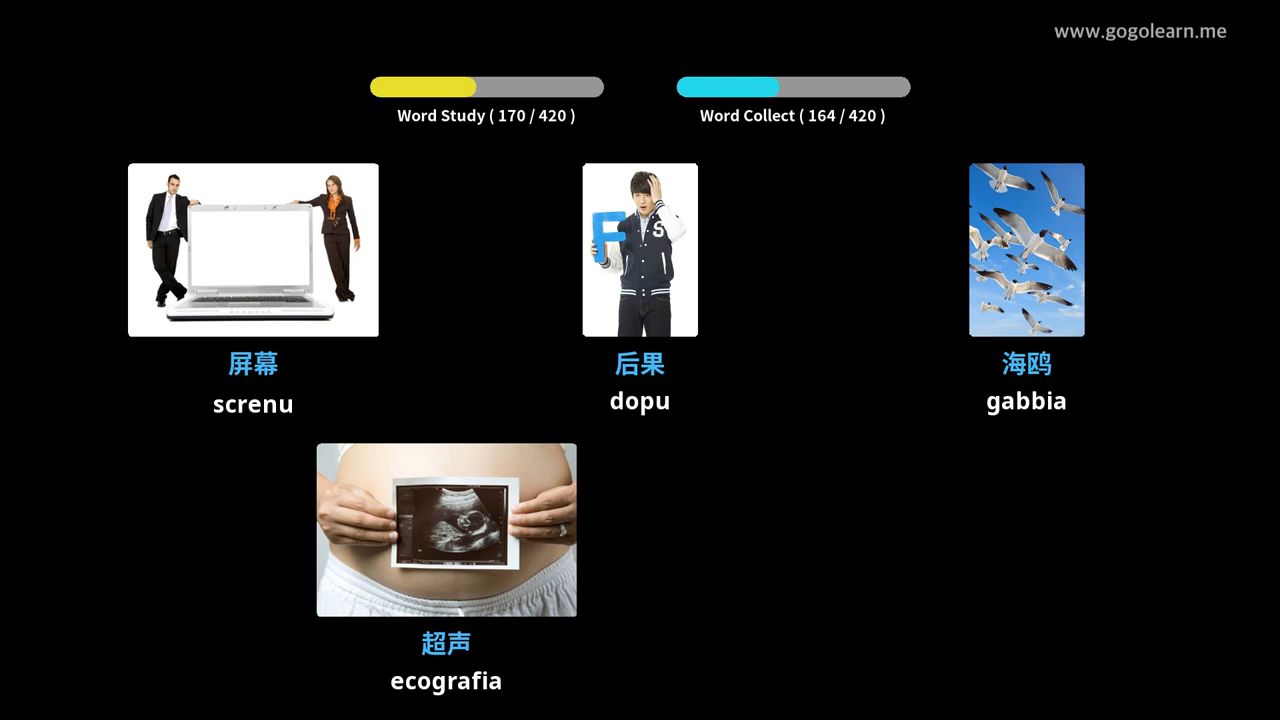 www.gogolearn.me
Word Study ( 170 / 420 )
Word Collect ( 164 / 420 )
F
S
屏幕
screnu
后果
dopu
海鸥
gabbia
超声
ecografia